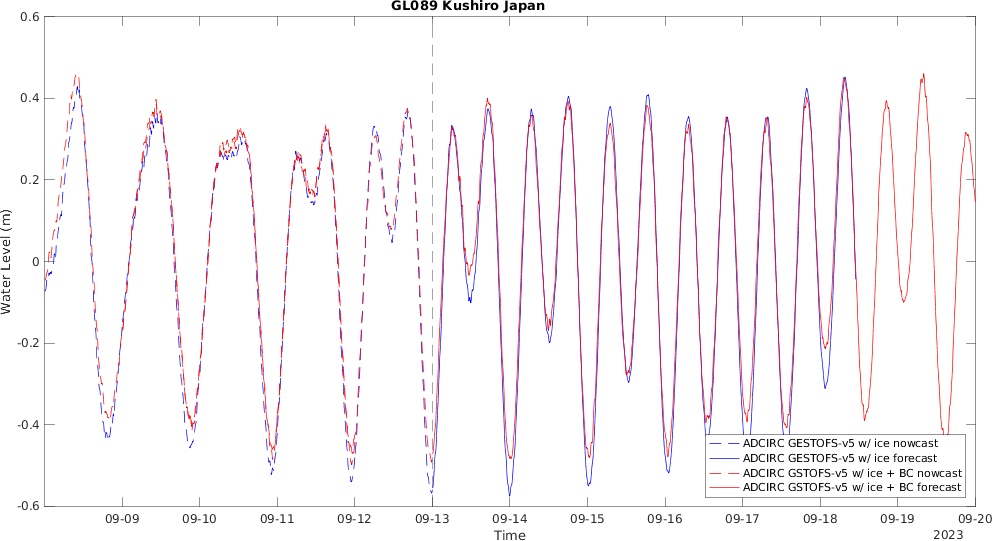 GL089 Kushiro Japan
0.6
0.4
0.2
0
-0.2
-0.4
-0.6
Water Level (m)
09-09
09-10
09-11
09-12
09-13
09-14
09-15
09-16
09-17
09-18
09-19
09-20
Time
2023
ADCIRC GESTOFS-v5 w/ ice nowcast
ADCIRC GESTOFS-v5 w/ ice forecast
ADCIRC GSTOFS-v5 w/ ice + BC nowcast
ADCIRC GSTOFS-v5 w/ ice + BC forecast